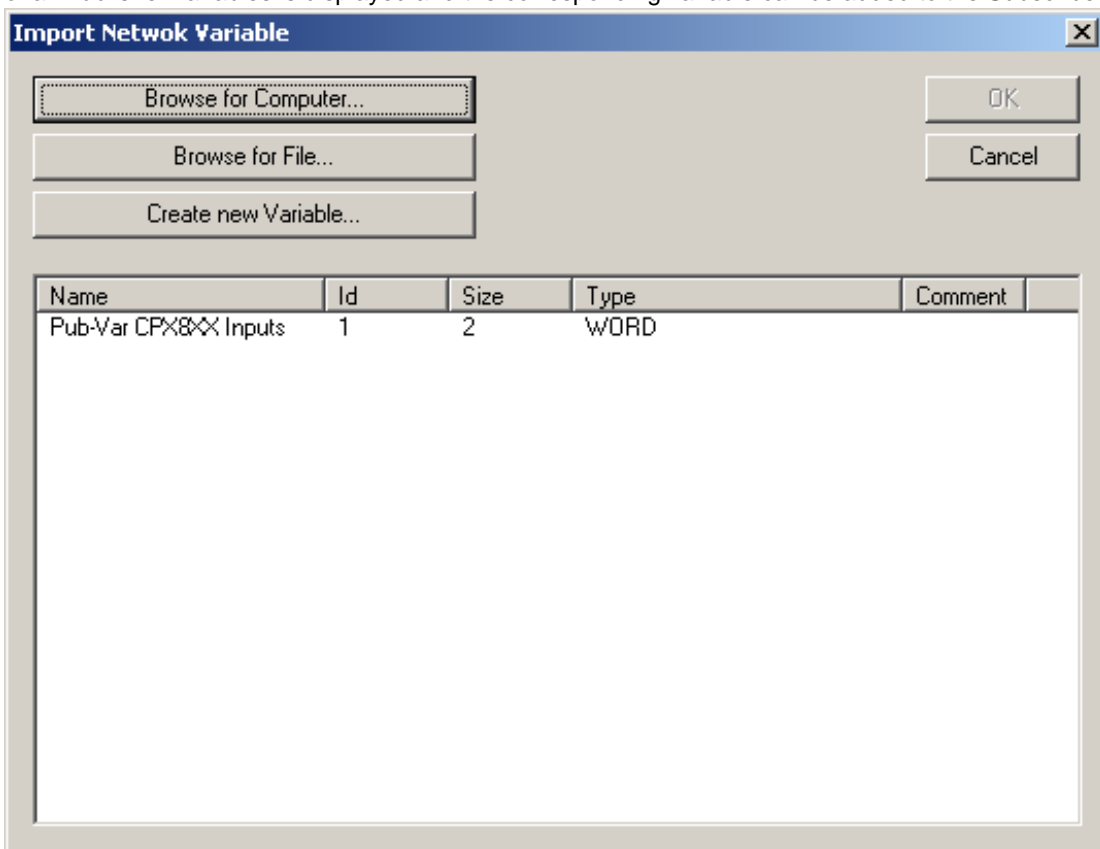 Import Netwok Variable
Browse for Computer...
OK
Browse for File...
Cancel
Create new Variable...
Name Id Size Type Comment
Pub-Var CPX8XX Inputs 1 2 WORD